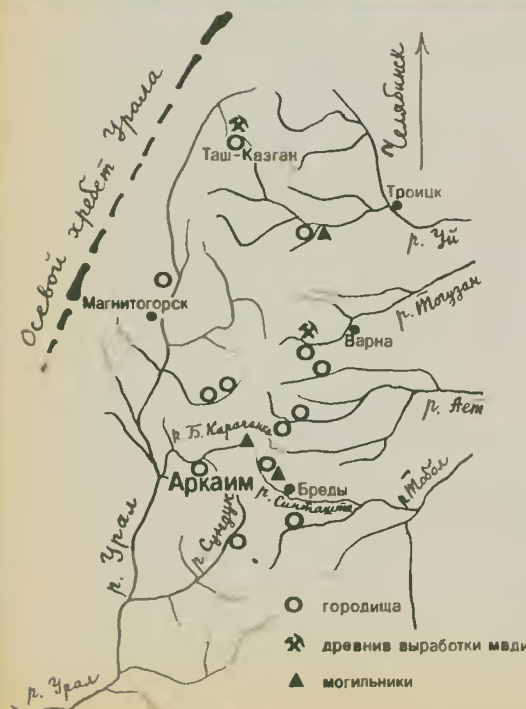 Осевой хребет Урала
Челябинск
Таш-Казган
Троицк
р. Уй
Магнитогорск
р. Тогузан
Варна
р. Аят
р. Б. Караганка
Аркаим
Бреды
р. Синташта
р. Тобол
р. Сундук
р. Урал
городища
древние выработки меди
могильники
р. Урал